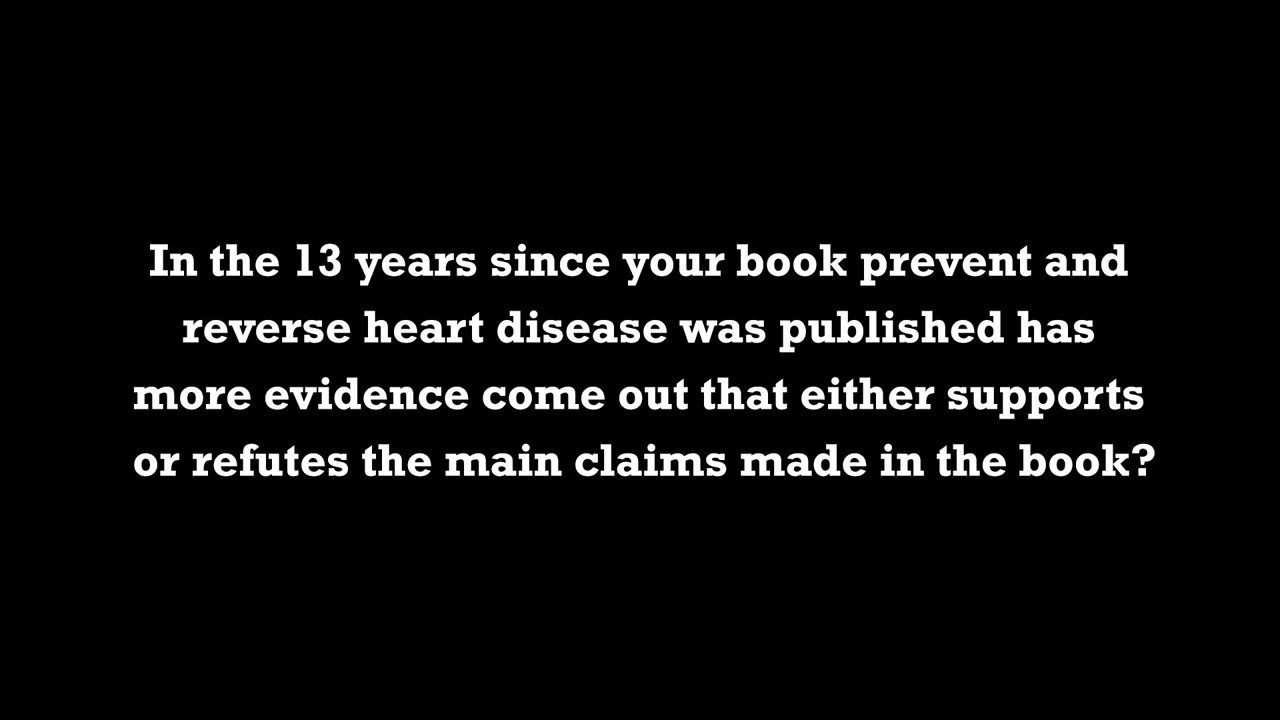 In the 13 years since your book prevent and
reverse heart disease was published has
more evidence come out that either supports
or refutes the main claims made in the book?